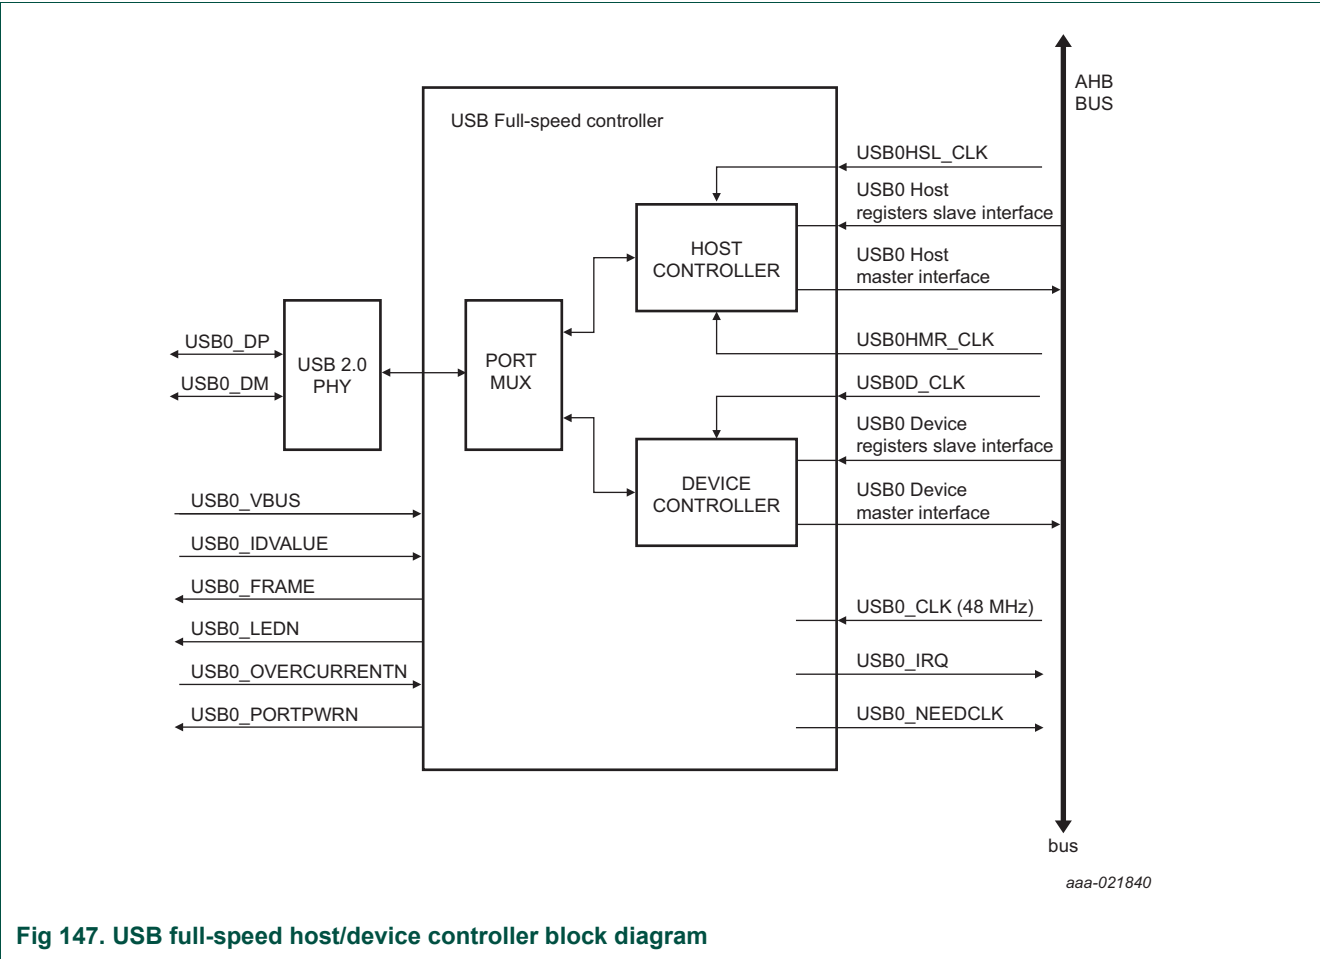 AHB
BUS
USB Full-speed controller
USB0HSL_CLK
USB0 Host
registers slave interface
HOST
CONTROLLER
USB0 Host
master interface
USB0_DP
USB0_DM
USB 2.0
PHY
PORT
MUX
USB0HMR_CLK
USB0D_CLK
USB0 Device
registers slave interface
DEVICE
CONTROLLER
USB0 Device
master interface
USB0_VBUS
USB0_IDVALUE
USB0_FRAME
USB0_LEDN
USB0_OVERCURRENTN
USB0_PORTPWRN
USB0_CLK (48 MHz)
USB0_IRQ
USB0_NEEDCLK
bus
aaa-021840
Fig 147. USB full-speed host/device controller block diagram